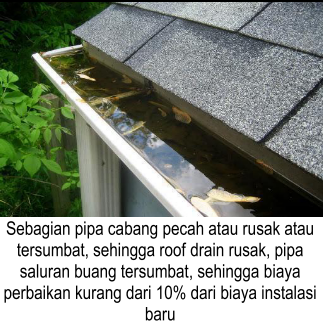 Sebagian pipa cabang pecah atau rusak atau
tersumbat, sehingga roof drain rusak, pipa
saluran buang tersumbat, sehingga biaya
perbaikan kurang dari 10% dari biaya instalasi
baru